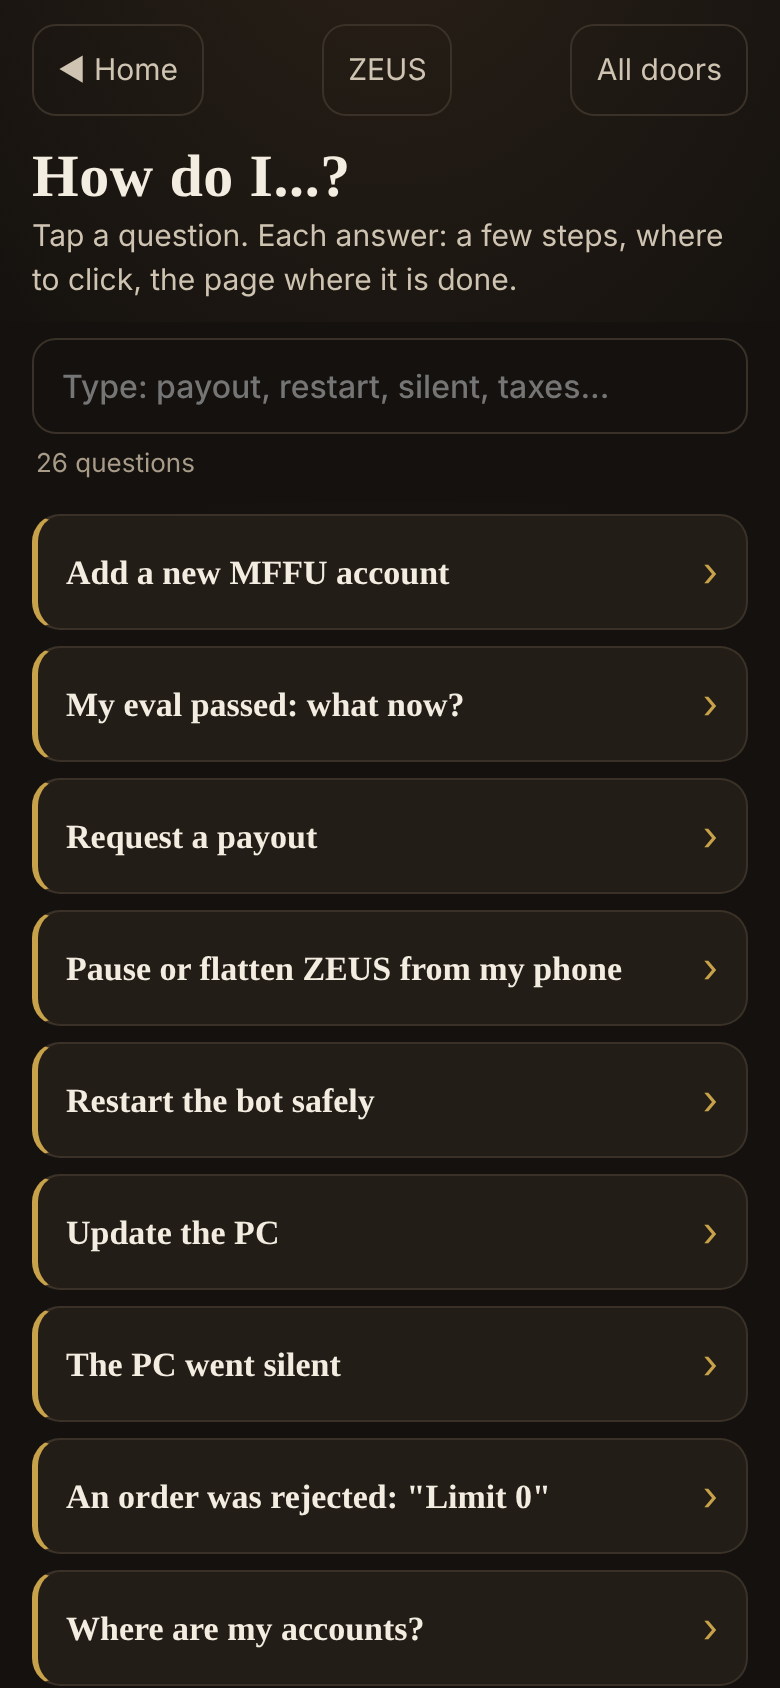 ◀ Home
ZEUS
All doors
How do I...?
Tap a question. Each answer: a few steps, where
to click, the page where it is done.
Type: payout, restart, silent, taxes...
26 questions
Add a new MFFU account ›
My eval passed: what now? ›
Request a payout ›
Pause or flatten ZEUS from my phone ›
Restart the bot safely ›
Update the PC ›
The PC went silent ›
An order was rejected: "Limit 0" ›
Where are my accounts? ›